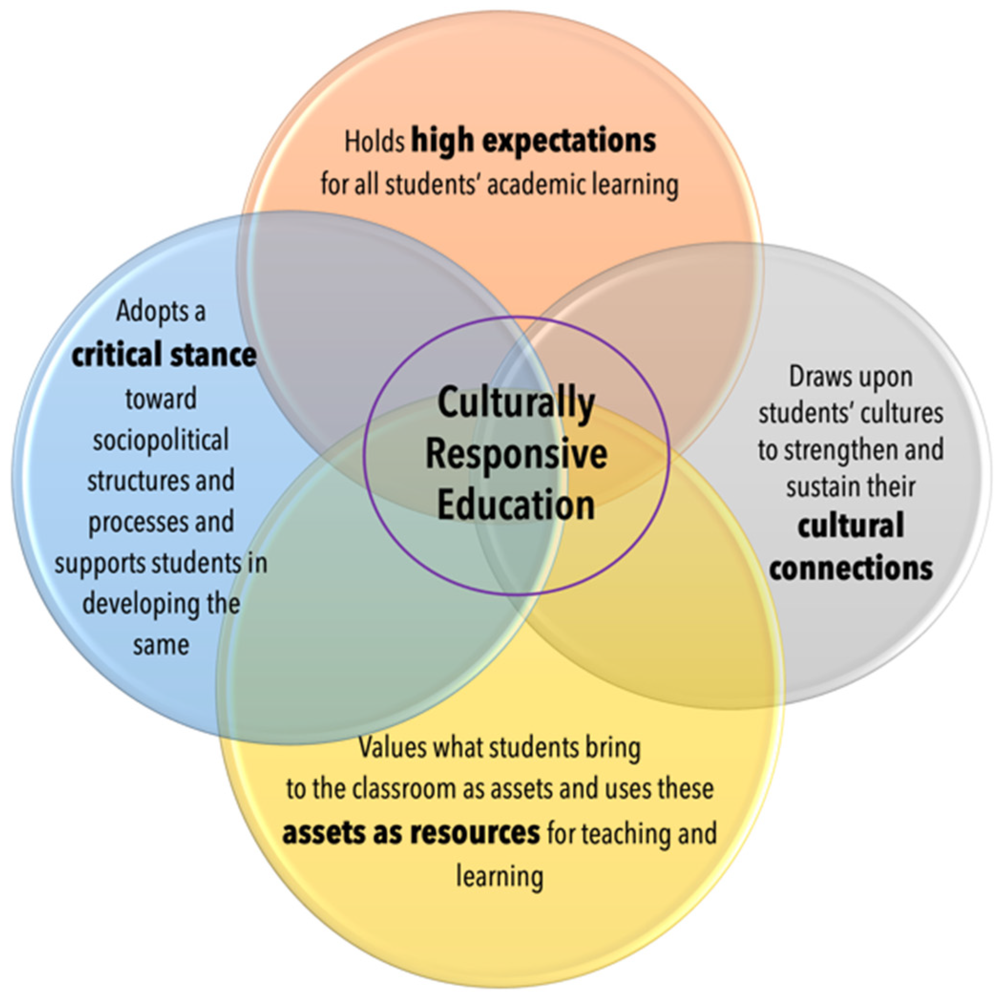 Holds high expectations
for all students’ academic learning
Adopts a
critical stance
toward
sociopolitical
structures and
processes and
supports students in
developing the
same
Culturally
Responsive
Education
Draws upon
students’ cultures
to strengthen and
sustain their
cultural
connections
Values what students bring
to the classroom as assets and uses these
assets as resources for teaching and
learning